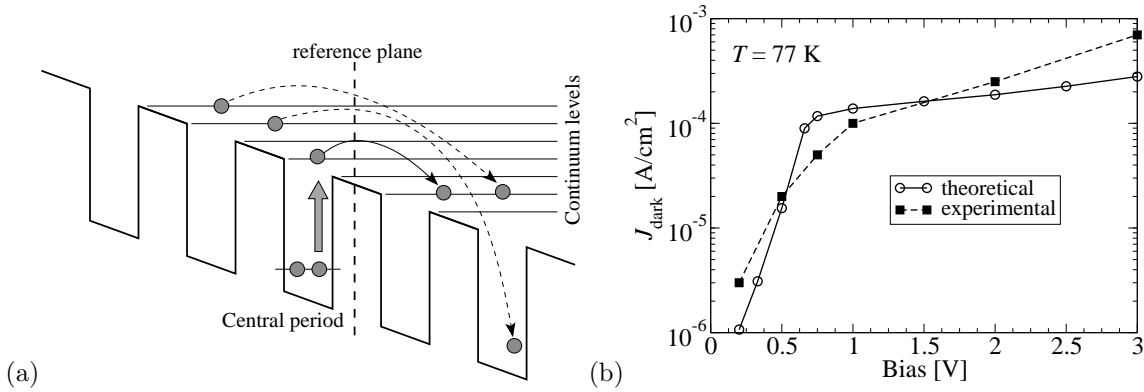 reference plane
Continuum levels
Central period
(a)
T = 77 K
J_dark [A/cm^2]
10^-3
10^-4
10^-5
10^-6
theoretical
experimental
0 0.5 1 1.5 2 2.5 3
Bias [V]
(b)